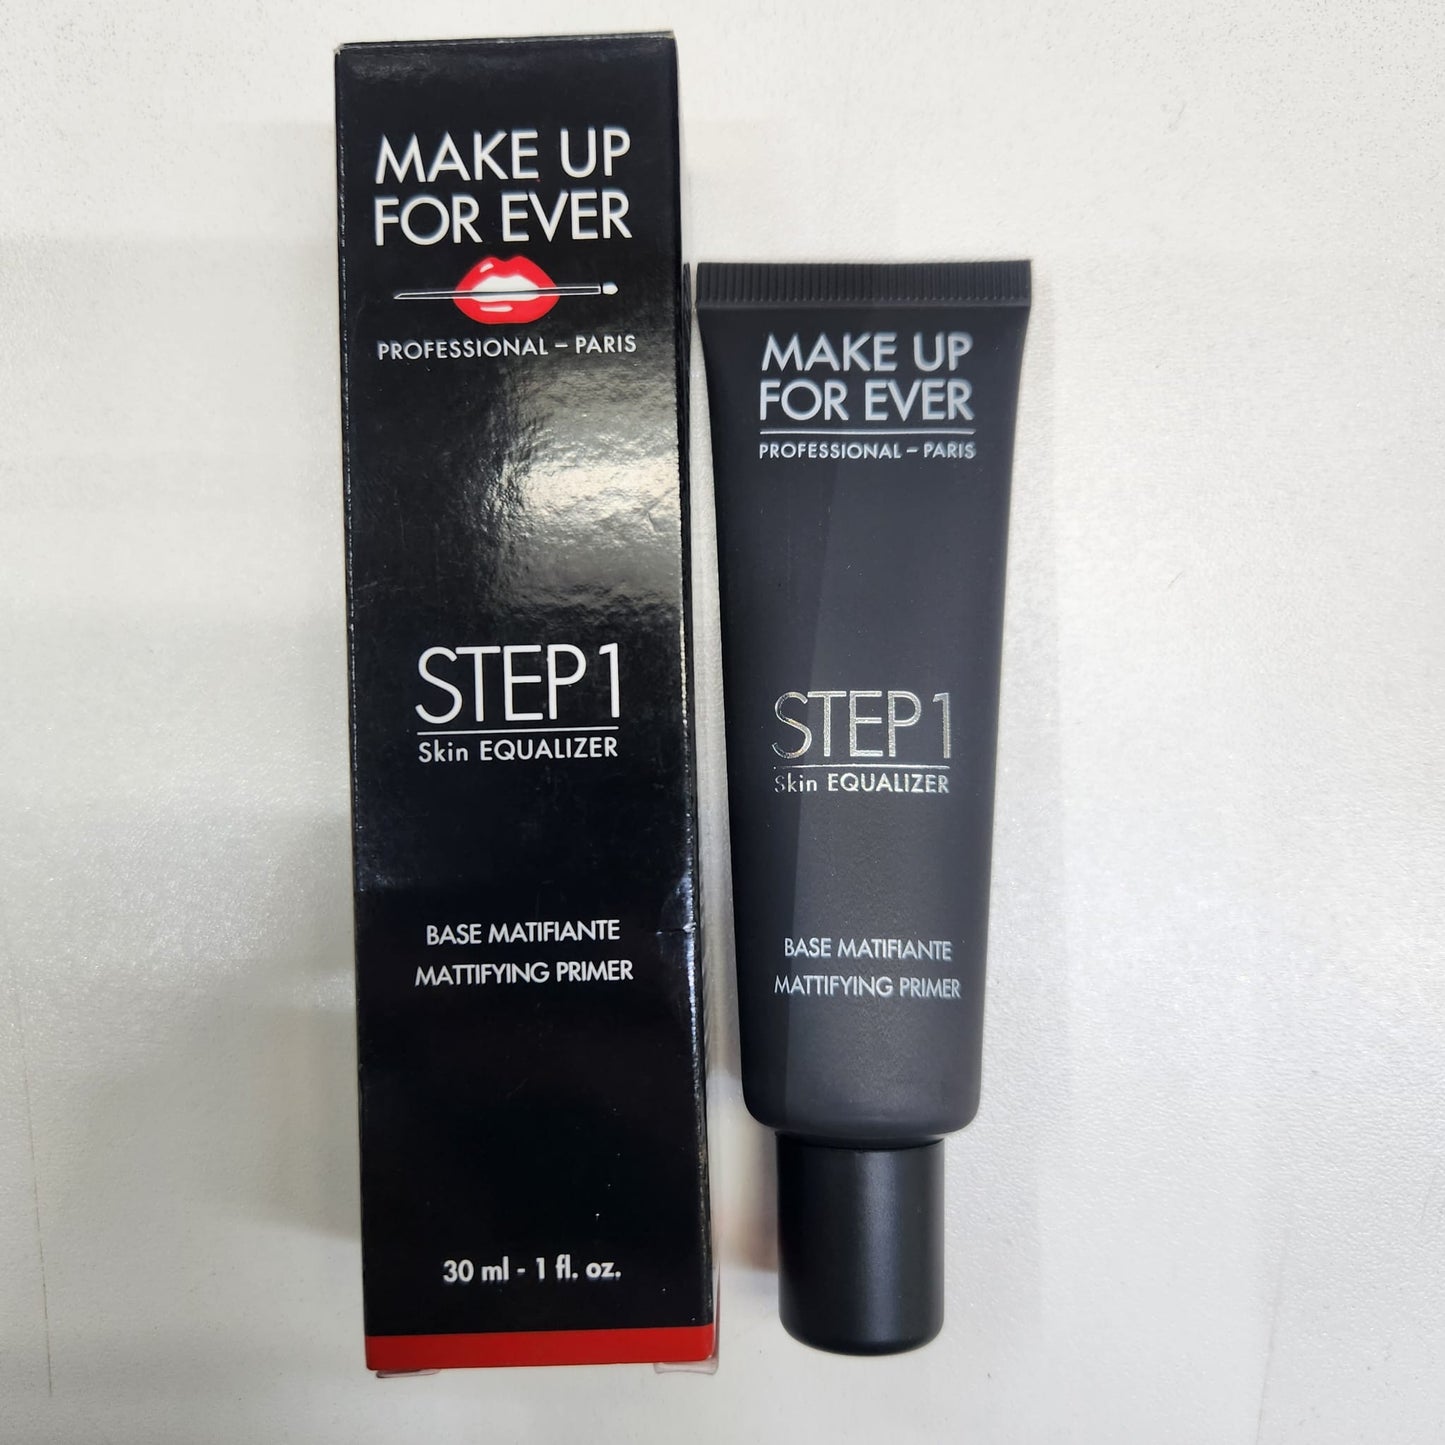 MAKE UP
FOR EVER
PROFESSIONAL – PARIS
STEP 1
Skin EQUALIZER
BASE MATIFIANTE
MATTIFYING PRIMER
30 ml - 1 fl. oz.
MAKE UP
FOR EVER
PROFESSIONAL – PARIS
STEP 1
Skin EQUALIZER
BASE MATIFIANTE
MATTIFYING PRIMER